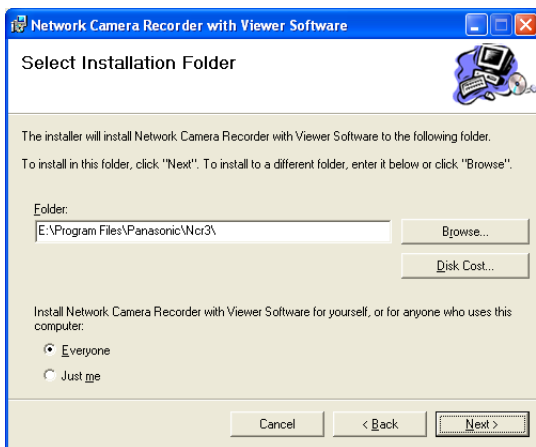 Network Camera Recorder with Viewer Software
Select Installation Folder
The installer will install Network Camera Recorder with Viewer Software to the following folder.
To install in this folder, click "Next". To install to a different folder, enter it below or click "Browse".
Folder:
E:\Program Files\Panasonic\Ncr3\
Browse...
Disk Cost...
Install Network Camera Recorder with Viewer Software for yourself, or for anyone who uses this
computer:
Everyone
Just me
Cancel
< Back
Next >